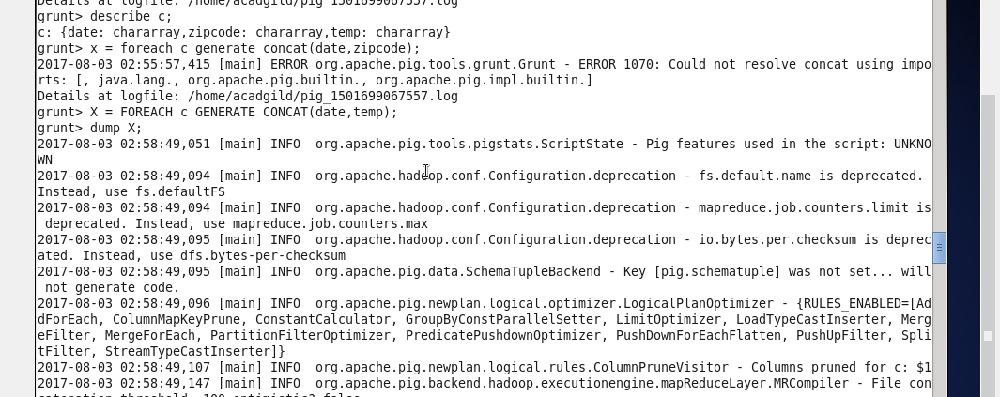 Details at logfile: /home/acadgild/pig_1501699067557.log
grunt> describe c;
c: {date: chararray,zipcode: chararray,temp: chararray}
grunt> x = foreach c generate concat(date,zipcode);
2017-08-03 02:55:57,415 [main] ERROR org.apache.pig.tools.grunt.Grunt - ERROR 1070: Could not resolve concat using impo
rts: [, java.lang., org.apache.pig.builtin., org.apache.pig.impl.builtin.]
Details at logfile: /home/acadgild/pig_1501699067557.log
grunt> X = FOREACH c GENERATE CONCAT(date,temp);
grunt> dump X;
2017-08-03 02:58:49,051 [main] INFO  org.apache.pig.tools.pigstats.ScriptState - Pig features used in the script: UNKNO
WN
2017-08-03 02:58:49,094 [main] INFO  org.apache.hadoop.conf.Configuration.deprecation - fs.default.name is deprecated.
Instead, use fs.defaultFS
2017-08-03 02:58:49,094 [main] INFO  org.apache.hadoop.conf.Configuration.deprecation - mapreduce.job.counters.limit is
 deprecated. Instead, use mapreduce.job.counters.max
2017-08-03 02:58:49,095 [main] INFO  org.apache.hadoop.conf.Configuration.deprecation - io.bytes.per.checksum is deprec
ated. Instead, use dfs.bytes-per-checksum
2017-08-03 02:58:49,095 [main] INFO  org.apache.pig.data.SchemaTupleBackend - Key [pig.schematuple] was not set... will
 not generate code.
2017-08-03 02:58:49,096 [main] INFO  org.apache.pig.newplan.logical.optimizer.LogicalPlanOptimizer - {RULES_ENABLED=[Ad
dForEach, ColumnMapKeyPrune, ConstantCalculator, GroupByConstParallelSetter, LimitOptimizer, LoadTypeCastInserter, Merg
eFilter, MergeForEach, PartitionFilterOptimizer, PredicatePushdownOptimizer, PushDownForEachFlatten, PushUpFilter, Spli
tFilter, StreamTypeCastInserter]}
2017-08-03 02:58:49,107 [main] INFO  org.apache.pig.newplan.logical.rules.ColumnPruneVisitor - Columns pruned for c: $1
2017-08-03 02:58:49,147 [main] INFO  org.apache.pig.backend.hadoop.executionengine.mapReduceLayer.MRCompiler - File con
catenation threshold: 100 optimistic? false